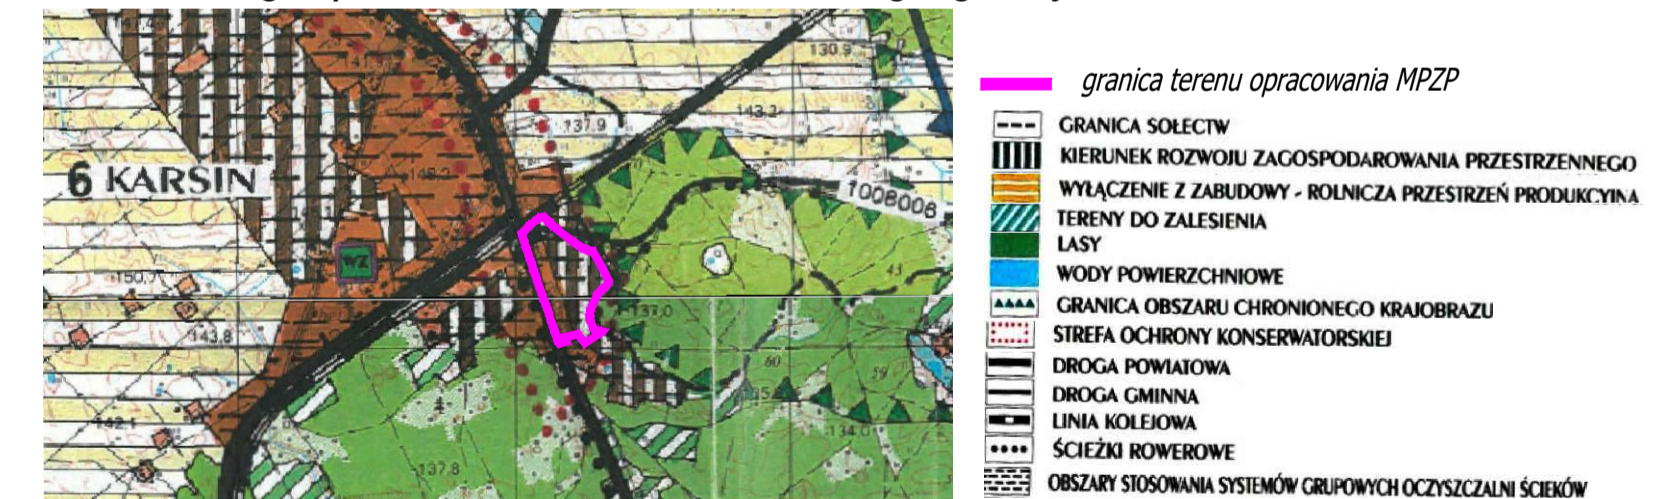 130.9
143.2
137.9
6 KARSIN
1008008
WZ
150.7
45
137.0
143.8
60
59
142.1
134.0
137.8
granica terenu opracowania MPZP
GRANICA SOŁECTW
KIERUNEK ROZWOJU ZAGOSPODAROWANIA PRZESTRZENNEGO
WYŁĄCZENIE Z ZABUDOWY - ROLNICZA PRZESTRZEŃ PRODUKCYJNA
TERENY DO ZALESIENIA
LASY
WODY POWIERZCHNIOWE
GRANICA OBSZARU CHRONIONEGO KRAJOBRAZU
STREFA OCHRONY KONSERWATORSKIEJ
DROGA POWIATOWA
DROGA GMINNA
LINIA KOLEJOWA
ŚCIEŻKI ROWEROWE
OBSZARY STOSOWANIA SYSTEMÓW GRUPOWYCH OCZYSZCZALNI ŚCIEKÓW